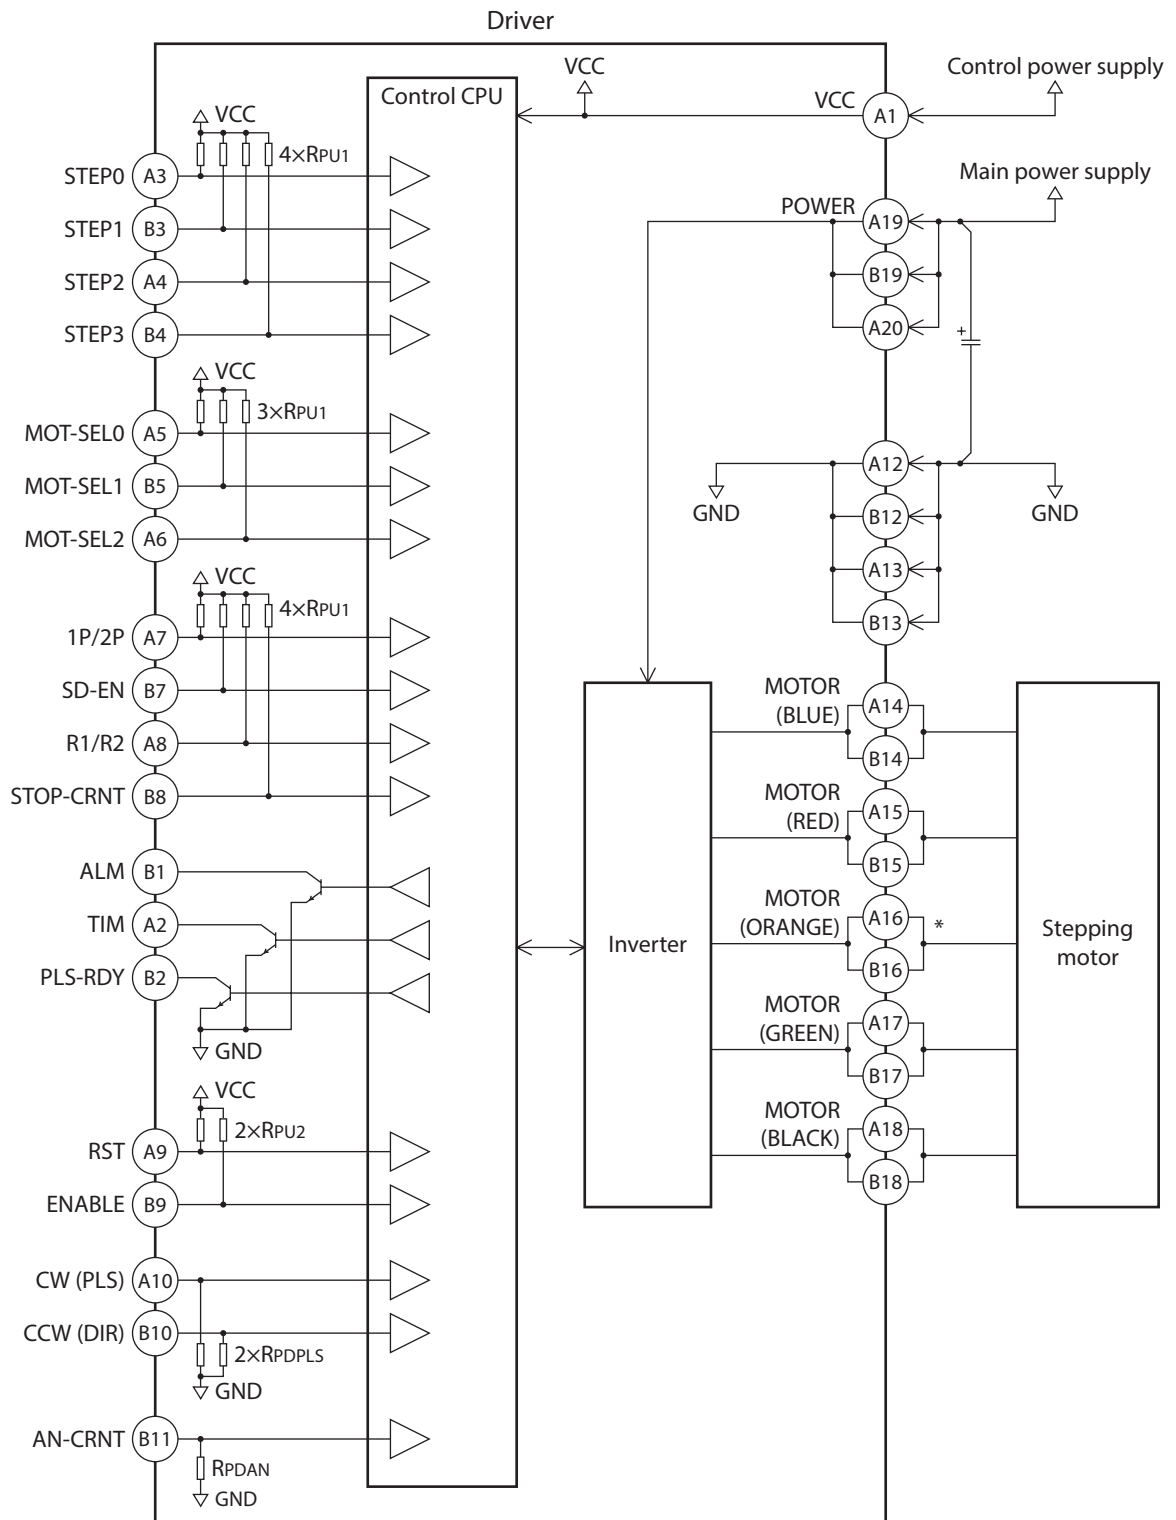 Driver
Control CPU
VCC
VCC
A1
Control power supply
VCC
4×RPU1
STEP0 A3
STEP1 B3
STEP2 A4
STEP3 B4
Main power supply
POWER
A19
B19
A20
+
VCC
3×RPU1
MOT-SEL0 A5
MOT-SEL1 B5
MOT-SEL2 A6
A12
B12
A13
B13
GND
GND
VCC
4×RPU1
1P/2P A7
SD-EN B7
R1/R2 A8
STOP-CRNT B8
MOTOR
(BLUE)
A14
B14
MOTOR
(RED)
A15
B15
MOTOR
(ORANGE)
A16
B16
*
MOTOR
(GREEN)
A17
B17
MOTOR
(BLACK)
A18
B18
Inverter
Stepping
motor
ALM B1
TIM A2
PLS-RDY B2
GND
VCC
2×RPU2
RST A9
ENABLE B9
CW (PLS) A10
CCW (DIR) B10
2×RPDPLS
GND
AN-CRNT B11
RPDAN
GND